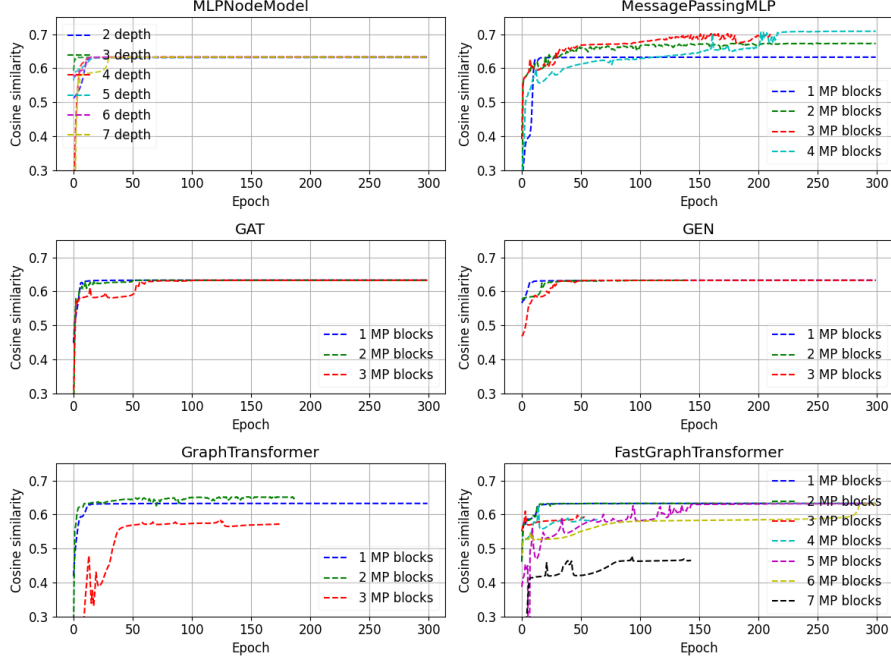 MLPNodeModel
Cosine similarity
0.7
0.6
0.5
0.4
0.3
2 depth
3 depth
4 depth
5 depth
6 depth
7 depth
0 50 100 150 200 250 300
Epoch
MessagePassingMLP
Cosine similarity
0.7
0.6
0.5
0.4
0.3
1 MP blocks
2 MP blocks
3 MP blocks
4 MP blocks
0 50 100 150 200 250 300
Epoch
GAT
Cosine similarity
0.7
0.6
0.5
0.4
0.3
1 MP blocks
2 MP blocks
3 MP blocks
0 50 100 150 200 250 300
Epoch
GEN
Cosine similarity
0.7
0.6
0.5
0.4
0.3
1 MP blocks
2 MP blocks
3 MP blocks
0 50 100 150 200 250 300
Epoch
GraphTransformer
Cosine similarity
0.7
0.6
0.5
0.4
0.3
1 MP blocks
2 MP blocks
3 MP blocks
0 50 100 150 200 250 300
Epoch
FastGraphTransformer
Cosine similarity
0.7
0.6
0.5
0.4
0.3
1 MP blocks
2 MP blocks
3 MP blocks
4 MP blocks
5 MP blocks
6 MP blocks
7 MP blocks
0 50 100 150 200 250 300
Epoch